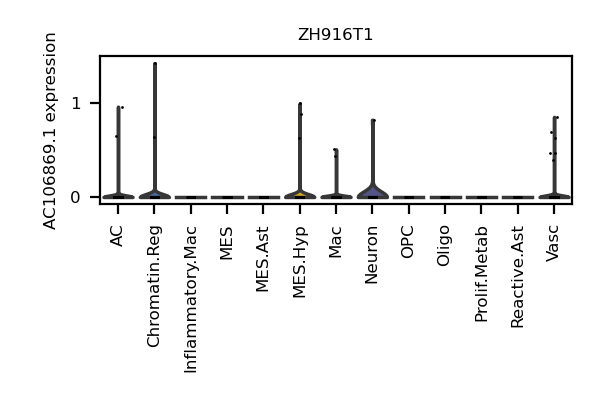 ZH916T1
AC106869.1 expression
1
0
AC
Chromatin.Reg
Inflammatory.Mac
MES
MES.Ast
MES.Hyp
Mac
Neuron
OPC
Oligo
Prolif.Metab
Reactive.Ast
Vasc